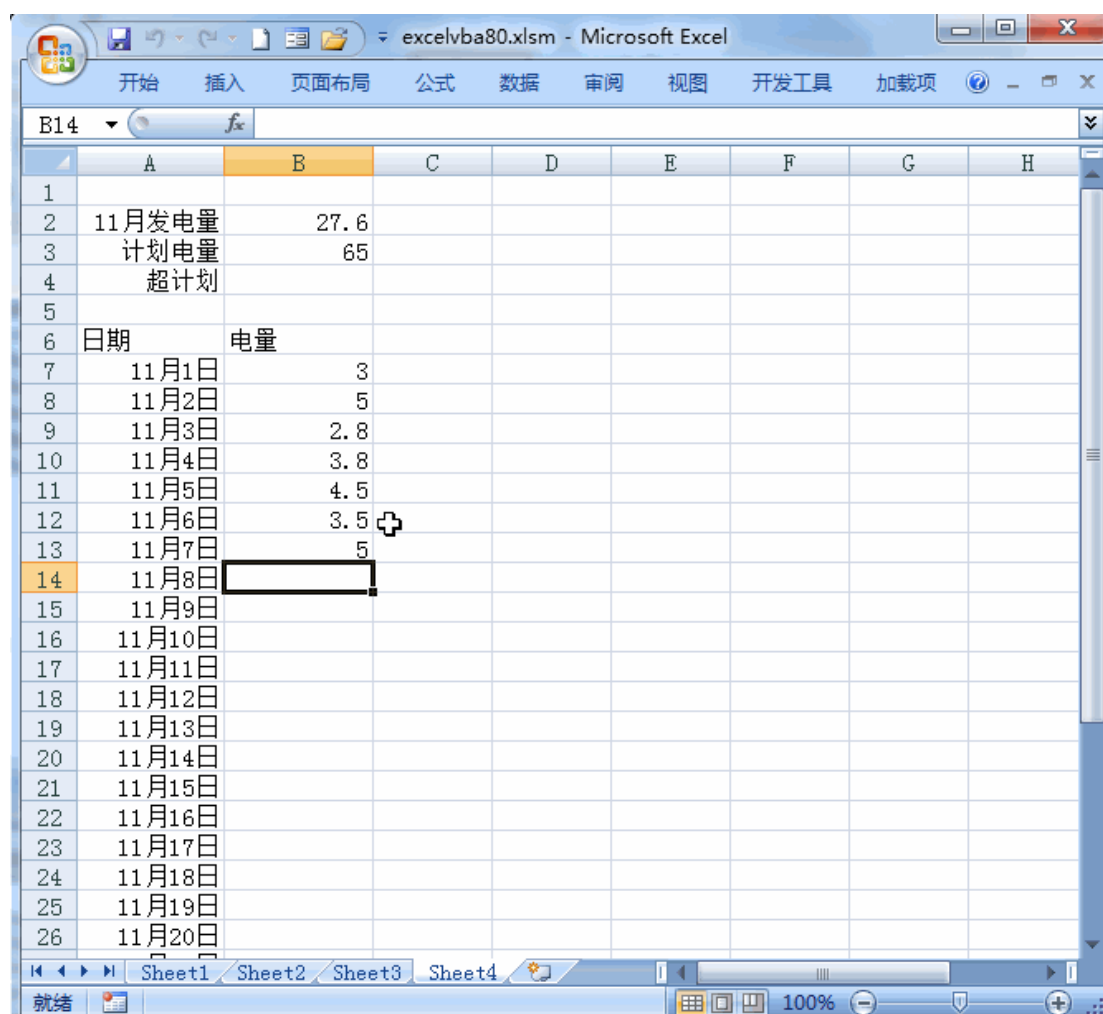 excelvba80.xlsm - Microsoft Excel
开始 插入 页面布局 公式 数据 审阅 视图 开发工具 加载项
B14 fx
A B C D E F G H
1
2 11月发电量 27.6
3 计划电量 65
4 超计划
5
6 日期 电量
7 11月1日 3
8 11月2日 5
9 11月3日 2.8
10 11月4日 3.8
11 11月5日 4.5
12 11月6日 3.5
13 11月7日 5
14 11月8日
15 11月9日
16 11月10日
17 11月11日
18 11月12日
19 11月13日
20 11月14日
21 11月15日
22 11月16日
23 11月17日
24 11月18日
25 11月19日
26 11月20日
Sheet1 Sheet2 Sheet3 Sheet4
就绪 100%